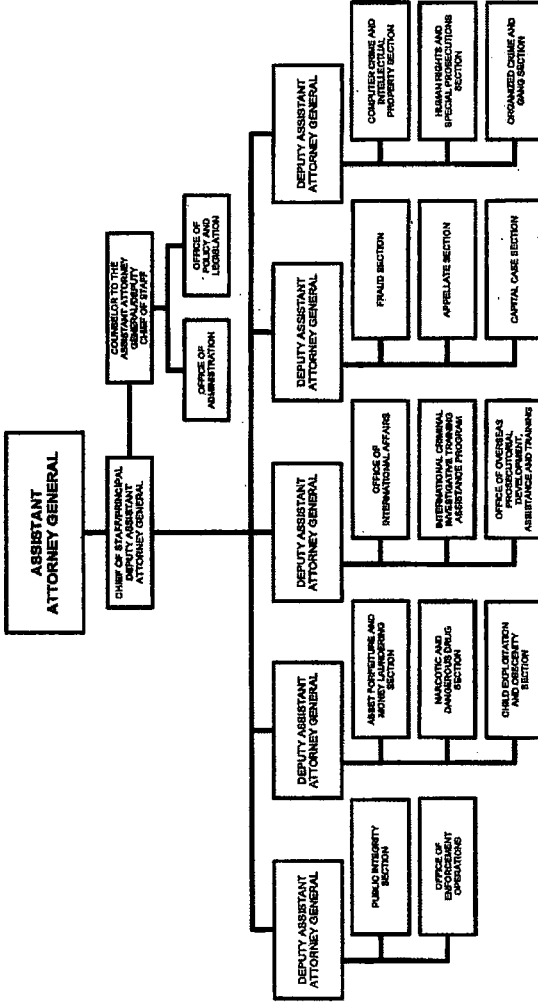 ASSISTANT
ATTORNEY GENERAL
CHIEF OF STAFF/PRINCIPAL
DEPUTY ASSISTANT
ATTORNEY GENERAL
COUNSELOR TO THE
ASSISTANT ATTORNEY
GENERAL/DEPUTY
CHIEF OF STAFF
OFFICE OF
ADMINISTRATION
OFFICE OF
POLICY AND
LEGISLATION
DEPUTY ASSISTANT
ATTORNEY GENERAL
PUBLIC INTEGRITY
SECTION
OFFICE OF
ENFORCEMENT
OPERATIONS
DEPUTY ASSISTANT
ATTORNEY GENERAL
ASSET FORFEITURE AND
MONEY LAUNDERING
SECTION
NARCOTIC AND
DANGEROUS DRUG
SECTION
CHILD EXPLOITATION
AND OBSCENITY
SECTION
DEPUTY ASSISTANT
ATTORNEY GENERAL
OFFICE OF
INTERNATIONAL AFFAIRS
INTERNATIONAL CRIMINAL
INVESTIGATIVE TRAINING
ASSISTANCE PROGRAM
OFFICE OF OVERSEAS
PROSECUTORIAL
DEVELOPMENT,
ASSISTANCE AND TRAINING
DEPUTY ASSISTANT
ATTORNEY GENERAL
FRAUD SECTION
APPELLATE SECTION
CAPITAL CASE SECTION
DEPUTY ASSISTANT
ATTORNEY GENERAL
COMPUTER CRIME AND
INTELLECTUAL
PROPERTY SECTION
HUMAN RIGHTS AND
SPECIAL PROSECUTIONS
SECTION
ORGANIZED CRIME AND
GANG SECTION